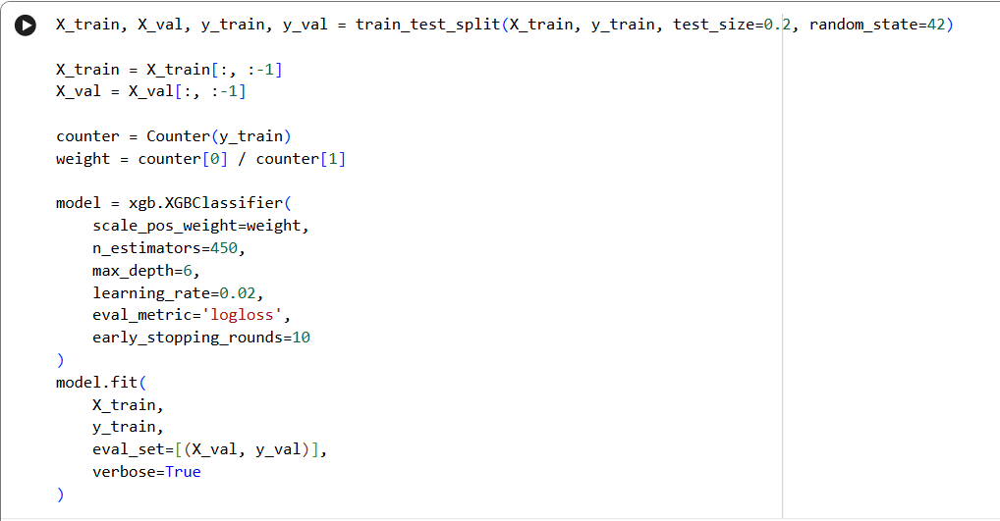 X_train, X_val, y_train, y_val = train_test_split(X_train, y_train, test_size=0.2, random_state=42)
X_train = X_train[:, :-1]
X_val = X_val[:, :-1]
counter = Counter(y_train)
weight = counter[0] / counter[1]
model = xgb.XGBClassifier(
    scale_pos_weight=weight,
    n_estimators=450,
    max_depth=6,
    learning_rate=0.02,
    eval_metric='logloss',
    early_stopping_rounds=10
)
model.fit(
    X_train,
    y_train,
    eval_set=[(X_val, y_val)],
    verbose=True
)